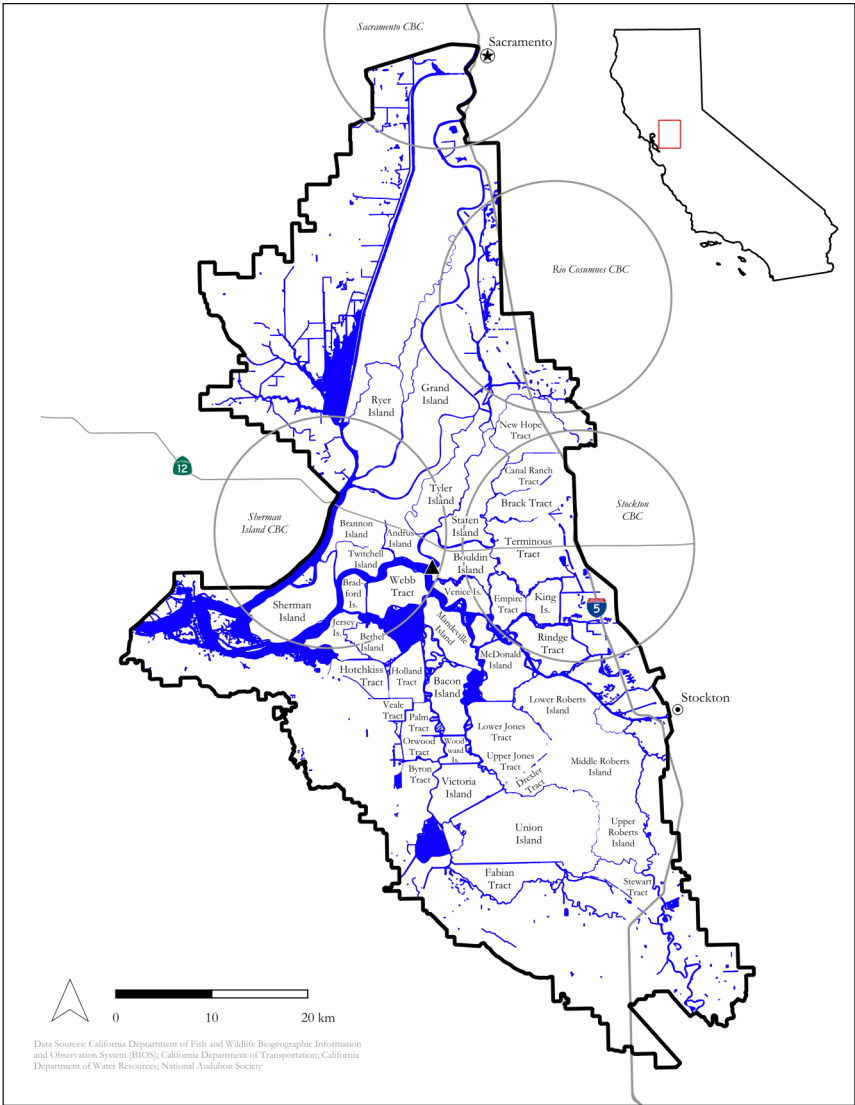 Sacramento CBC
Sacramento
Rio Cosumnes CBC
Ryer
Island
Grand
Island
New Hope
Tract
12
Canal Ranch
Tract
Tyler
Island
Brack Tract
Stockton
CBC
Sherman
Island CBC
Brannon
Island
Andrus
Island
Staten
Island
Terminous
Tract
Twitchell
Island
Bouldin
Island
Brad-
ford
Is.
Webb
Tract
Venice Is.
Empire
Tract
King
Is.
5
Sherman
Island
Jersey
Is.
Bethel
Island
Mandeville
Island
Rindge
Tract
McDonald
Island
Hotchkiss
Tract
Holland
Tract
Bacon
Island
Lower Roberts
Island
Stockton
Veale
Tract
Palm
Tract
Lower Jones
Tract
Orwood
Tract
Wood
ward
Is.
Upper Jones
Tract
Middle Roberts
Island
Byron
Tract
Victoria
Island
Drexler
Tract
Union
Island
Upper
Roberts
Island
Fabian
Tract
Stewart
Tract
0 10 20 km
Data Sources: California Department of Fish and Wildlife Biogeographic Information
and Observation System (BIOS); California Department of Transportation; California
Department of Water Resources; National Audubon Society